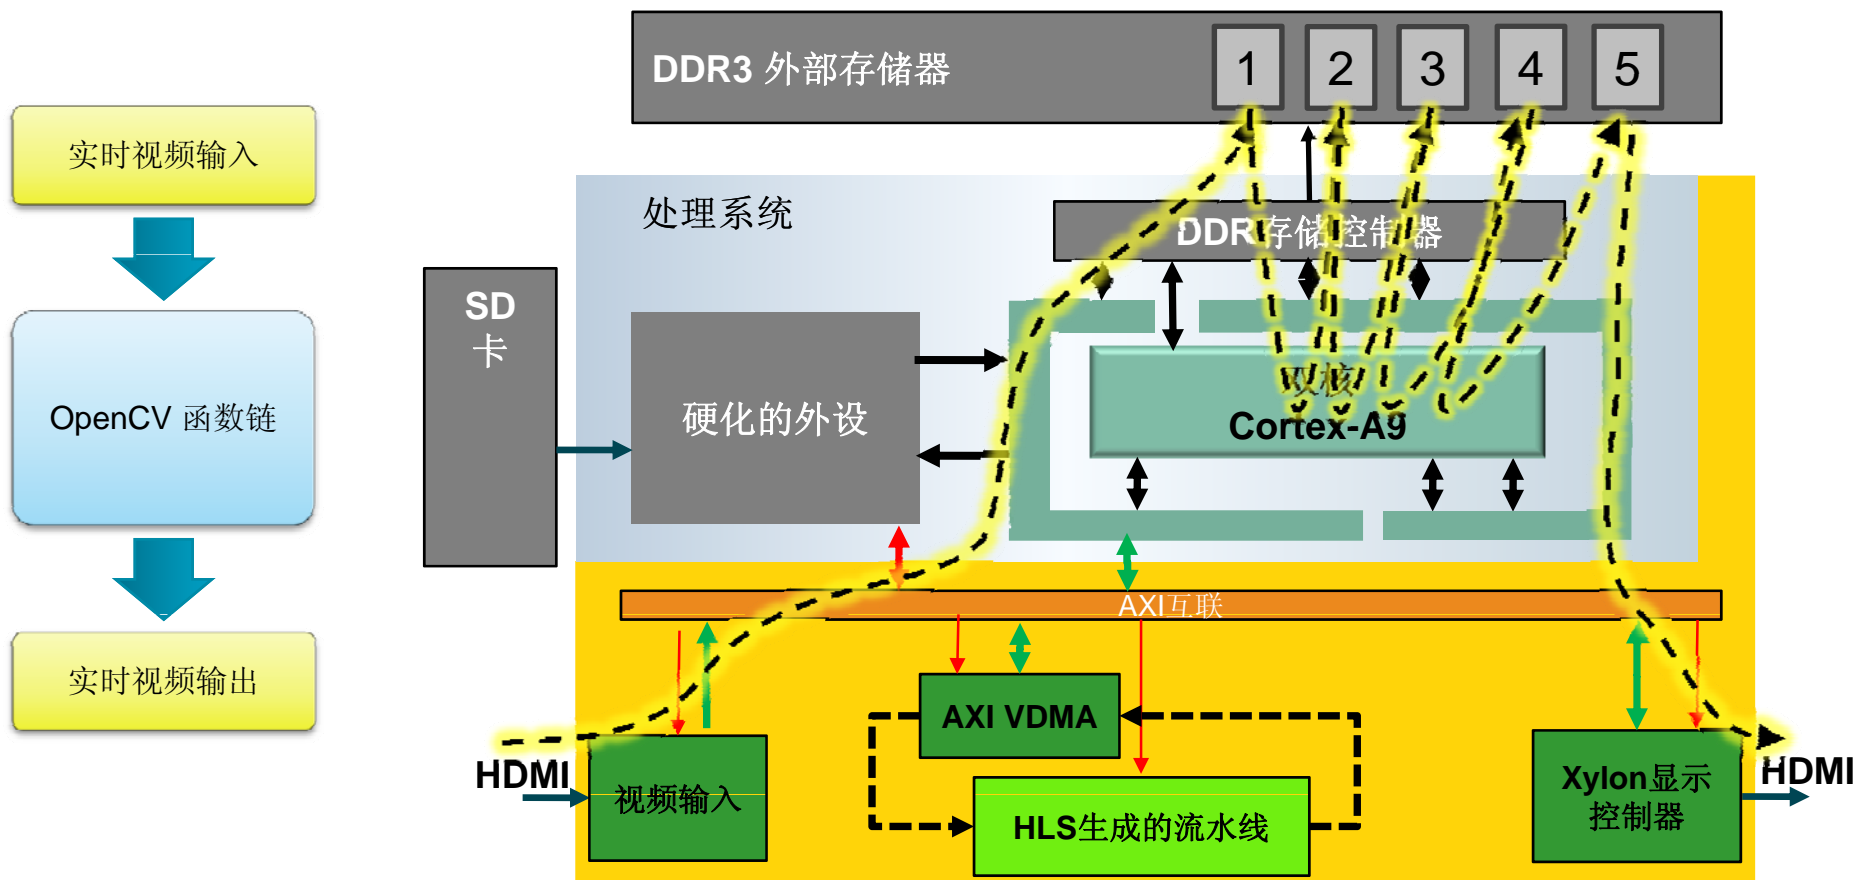 DDR3 外部存储器
1
2
3
4
5
实时视频输入
处理系统
DDR存储控制器
SD
卡
双核
Cortex-A9
硬化的外设
OpenCV 函数链
AXI互联
实时视频输出
AXI VDMA
HDMI
视频输入
HLS生成的流水线
Xylon显示
控制器
HDMI